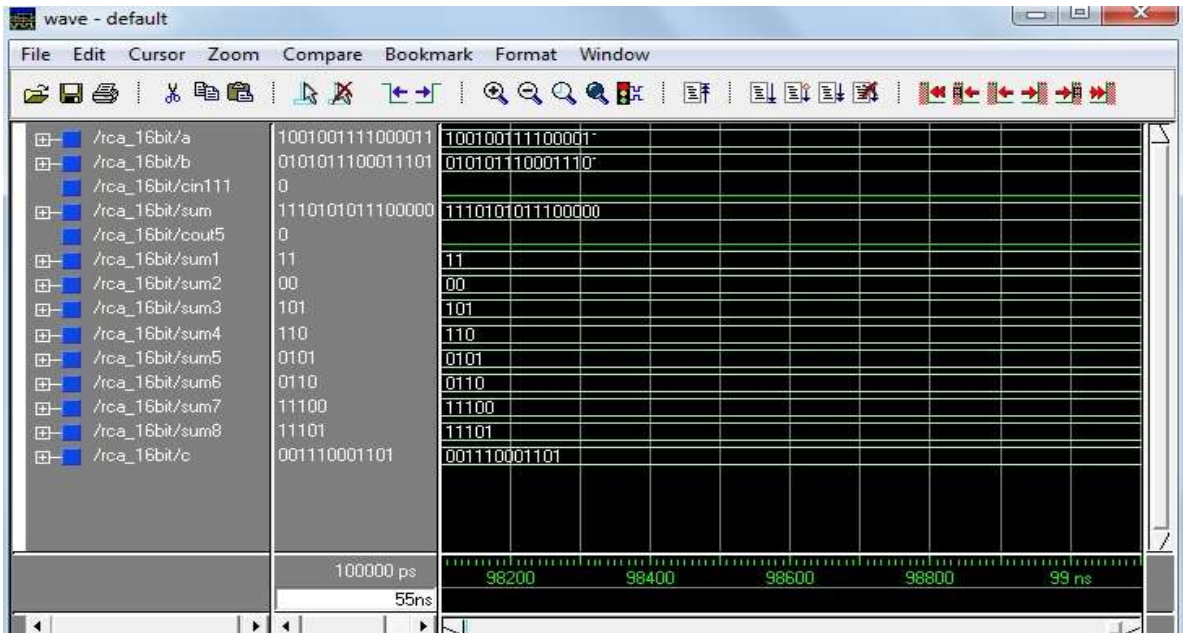 wave - default
File Edit Cursor Zoom Compare Bookmark Format Window
/rca_16bit/a 1001001111000011 100100111100001-
/rca_16bit/b 0101011100011101 010101110001110-
/rca_16bit/cin111 0
/rca_16bit/sum 1110101011100000 1110101011100000
/rca_16bit/cout5 0
/rca_16bit/sum1 11 11
/rca_16bit/sum2 00 00
/rca_16bit/sum3 101 101
/rca_16bit/sum4 110 110
/rca_16bit/sum5 0101 0101
/rca_16bit/sum6 0110 0110
/rca_16bit/sum7 11100 11100
/rca_16bit/sum8 11101 11101
/rca_16bit/c 001110001101 001110001101
100000 ps 98200 98400 98600 98800 99 ns
55ns